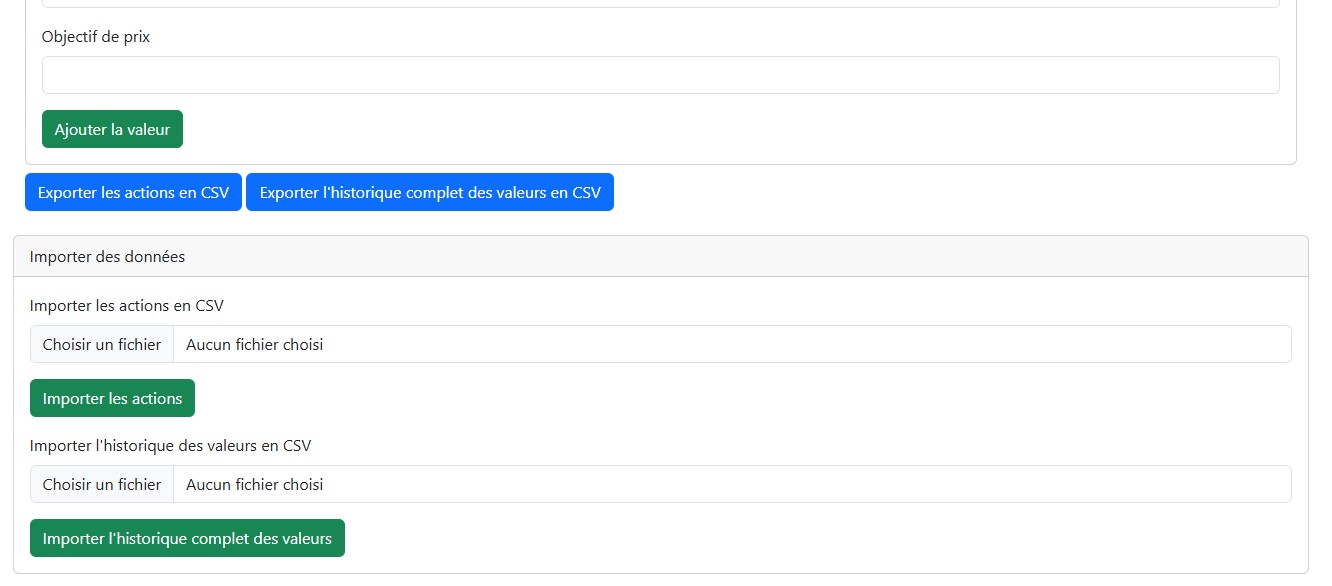 Objectif de prix
Ajouter la valeur
Exporter les actions en CSV Exporter l'historique complet des valeurs en CSV
Importer des données
Importer les actions en CSV
Choisir un fichier Aucun fichier choisi
Importer les actions
Importer l'historique des valeurs en CSV
Choisir un fichier Aucun fichier choisi
Importer l'historique complet des valeurs